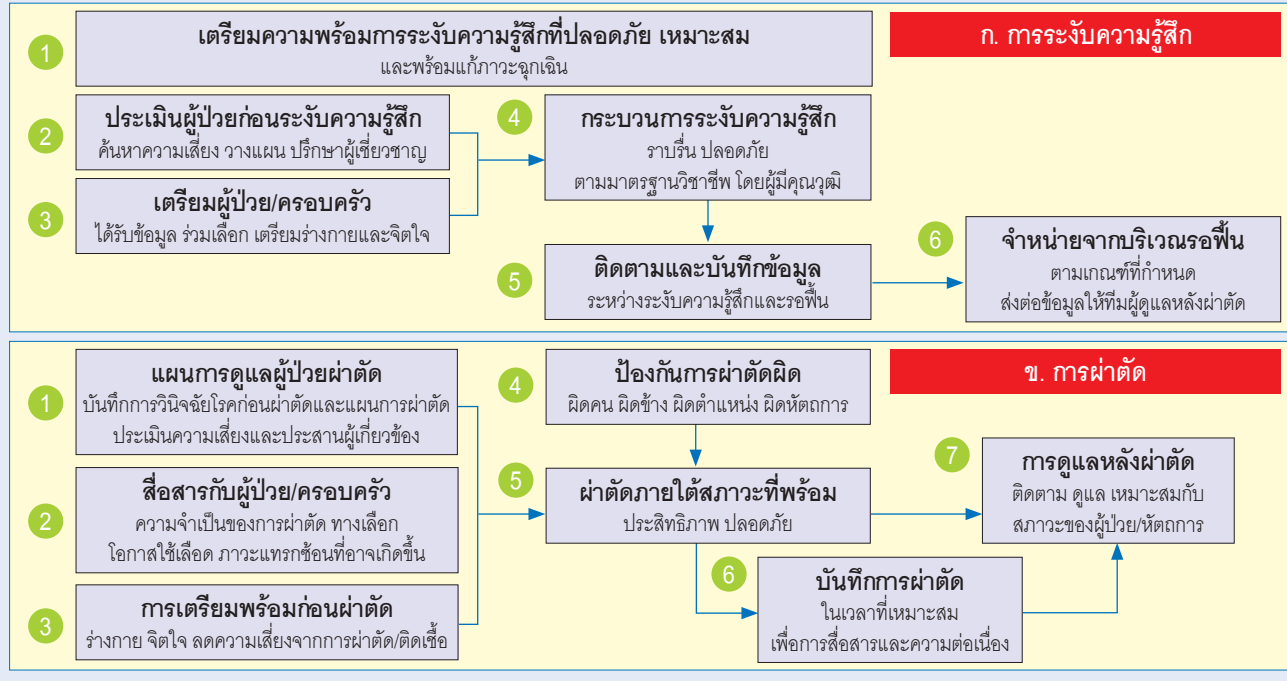 ก. การระงับความรู้สึก
1
เตรียมความพร้อมการระงับความรู้สึกที่ปลอดภัย เหมาะสม
และพร้อมแก้ภาวะฉุกเฉิน
2
ประเมินผู้ป่วยก่อนระงับความรู้สึก
ค้นหาความเสี่ยง วางแผน ปรึกษาผู้เชี่ยวชาญ
3
เตรียมผู้ป่วย/ครอบครัว
ได้รับข้อมูล ร่วมเลือก เตรียมร่างกายและจิตใจ
4
กระบวนการระงับความรู้สึก
ราบรื่น ปลอดภัย
ตามมาตรฐานวิชาชีพ โดยผู้มีคุณวุฒิ
5
ติดตามและบันทึกข้อมูล
ระหว่างระงับความรู้สึกและรอฟื้น
6
จำหน่ายจากบริเวณรอฟื้น
ตามเกณฑ์ที่กำหนด
ส่งต่อข้อมูลให้ทีมผู้ดูแลหลังผ่าตัด
ข. การผ่าตัด
1
แผนการดูแลผู้ป่วยผ่าตัด
บันทึกการวินิจฉัยโรคก่อนผ่าตัดและแผนการผ่าตัด
ประเมินความเสี่ยงและประสานผู้เกี่ยวข้อง
2
สื่อสารกับผู้ป่วย/ครอบครัว
ความจำเป็นของการผ่าตัด ทางเลือก
โอกาสใช้เลือด ภาวะแทรกซ้อนที่อาจเกิดขึ้น
3
การเตรียมพร้อมก่อนผ่าตัด
ร่างกาย จิตใจ ลดความเสี่ยงจากการผ่าตัด/ติดเชื้อ
4
ป้องกันการผ่าตัดผิด
ผิดคน ผิดข้าง ผิดตำแหน่ง ผิดหัตถการ
5
ผ่าตัดภายใต้สภาวะที่พร้อม
ประสิทธิภาพ ปลอดภัย
6
บันทึกการผ่าตัด
ในเวลาที่เหมาะสม
เพื่อการสื่อสารและความต่อเนื่อง
7
การดูแลหลังผ่าตัด
ติดตาม ดูแล เหมาะสมกับ
สภาวะของผู้ป่วย/หัตถการ